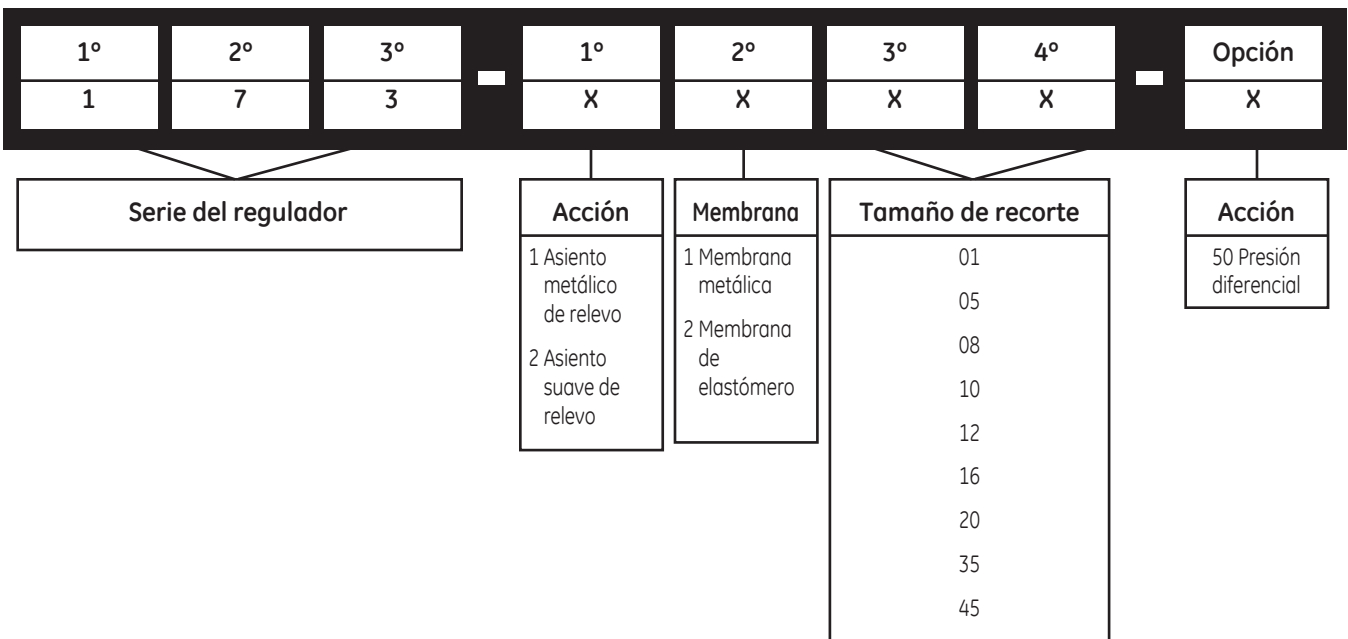 1º 2º 3º 1º 2º 3º 4º Opción
1 7 3 - X X X X - X
Serie del regulador
Acción
1 Asiento
metálico
de relevo
2 Asiento
suave de
relevo
Membrana
1 Membrana
metálica
2 Membrana
de
elastómero
Tamaño de recorte
01
05
08
10
12
16
20
35
45
Acción
50 Presión
diferencial